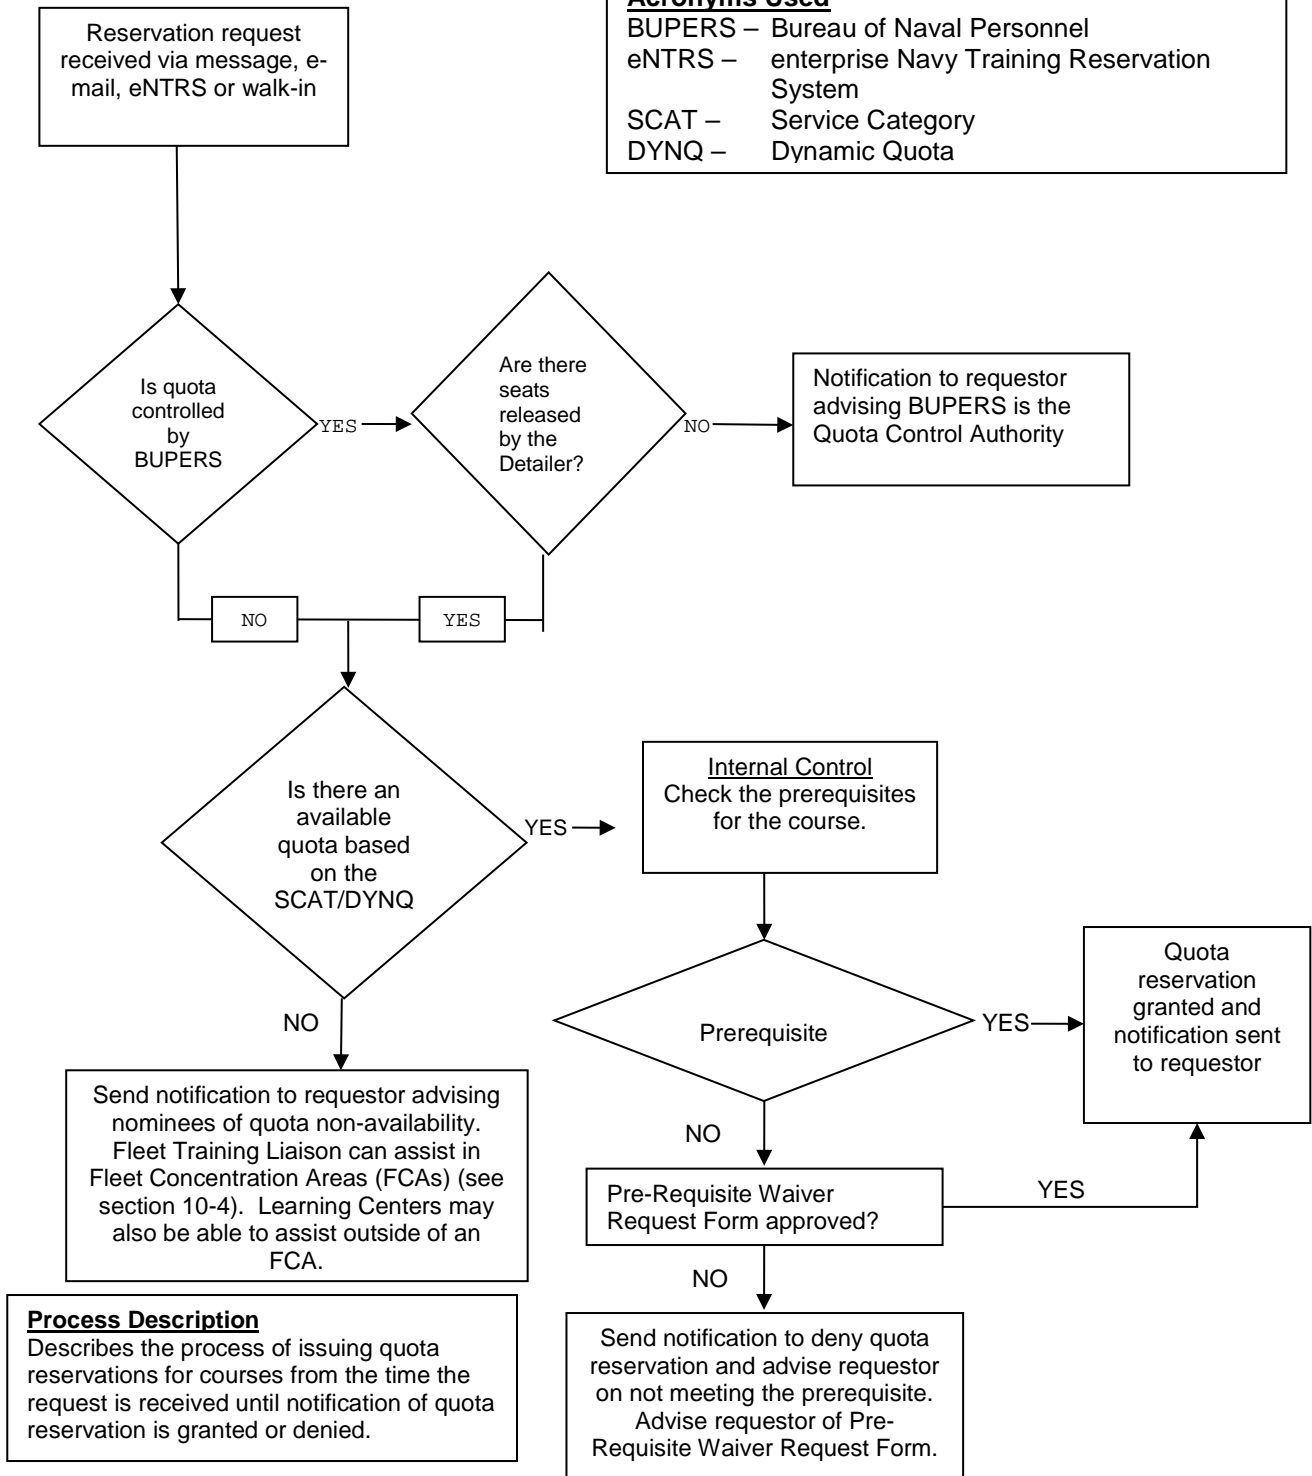 Acronyms Used
BUPERS – Bureau of Naval Personnel
eNTRS – enterprise Navy Training Reservation
System
SCAT – Service Category
DYNQ – Dynamic Quota
Reservation request
received via message, e-
mail, eNTRS or walk-in
Is quota
controlled
by
BUPERS
YES
Are there
seats
released
by the
Detailer?
NO
Notification to requestor
advising BUPERS is the
Quota Control Authority
NO
YES
Is there an
available
quota based
on the
SCAT/DYNQ
YES
Internal Control
Check the prerequisites
for the course.
Prerequisite
YES
Quota
reservation
granted and
notification sent
to requestor
NO
Send notification to requestor advising
nominees of quota non-availability.
Fleet Training Liaison can assist in
Fleet Concentration Areas (FCAs) (see
section 10-4). Learning Centers may
also be able to assist outside of an
FCA.
NO
Pre-Requisite Waiver
Request Form approved?
YES
NO
Send notification to deny quota
reservation and advise requestor
on not meeting the prerequisite.
Advise requestor of Pre-
Requisite Waiver Request Form.
Process Description
Describes the process of issuing quota
reservations for courses from the time the
request is received until notification of quota
reservation is granted or denied.